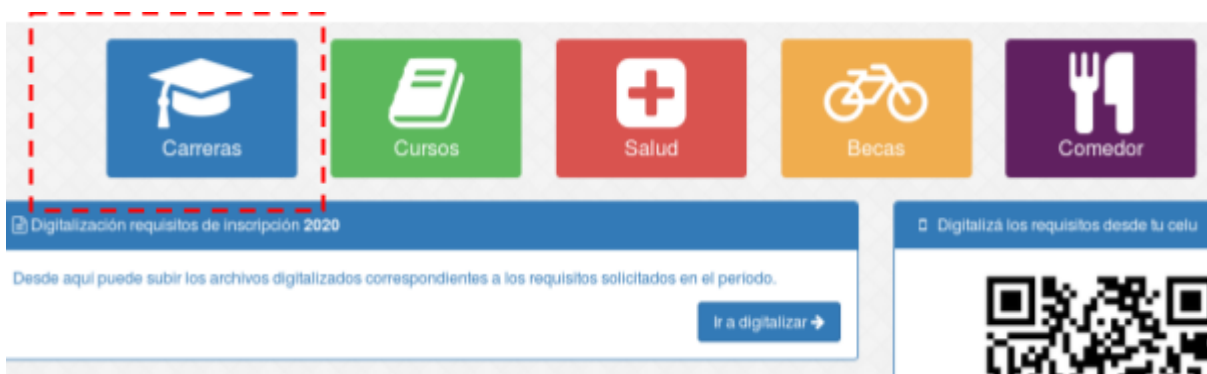 Carreras
Cursos
Salud
Becas
Comedor
Digitalización requisitos de inscripción 2020
Desde aquí puede subir los archivos digitalizados correspondientes a los requisitos solicitados en el período.
Ir a digitalizar
Digitalizá los requisitos desde tu celu